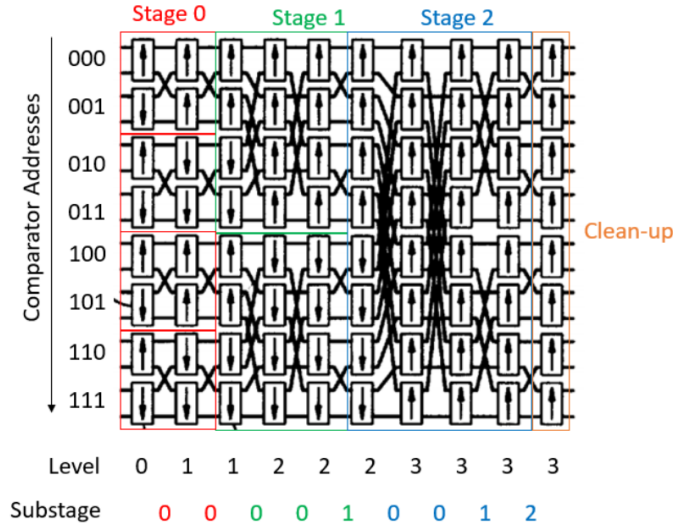 Stage 0 Stage 1 Stage 2
Comparator Addresses
000
001
010
011
100
101
110
111
Clean-up
Level 0 1 1 2 2 2 3 3 3 3
Substage 0 0 0 0 1 0 0 1 2